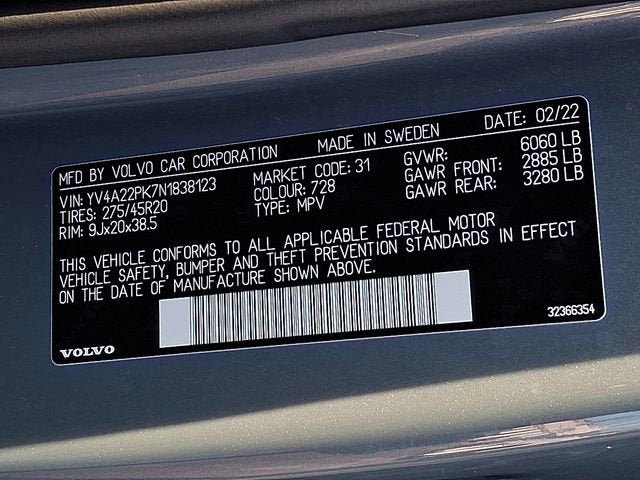 MFD BY VOLVO CAR CORPORATION MADE IN SWEDEN DATE: 02/22
VIN: YV4A22PK7N1838123 MARKET CODE: 31 GVWR: 6060 LB
TIRES: 275/45R20 COLOUR: 728 GAWR FRONT: 2885 LB
RIM: 9Jx20x38.5 TYPE: MPV GAWR REAR: 3280 LB
THIS VEHICLE CONFORMS TO ALL APPLICABLE FEDERAL MOTOR
VEHICLE SAFETY, BUMPER AND THEFT PREVENTION STANDARDS IN EFFECT
ON THE DATE OF MANUFACTURE SHOWN ABOVE.
VOLVO 32366354